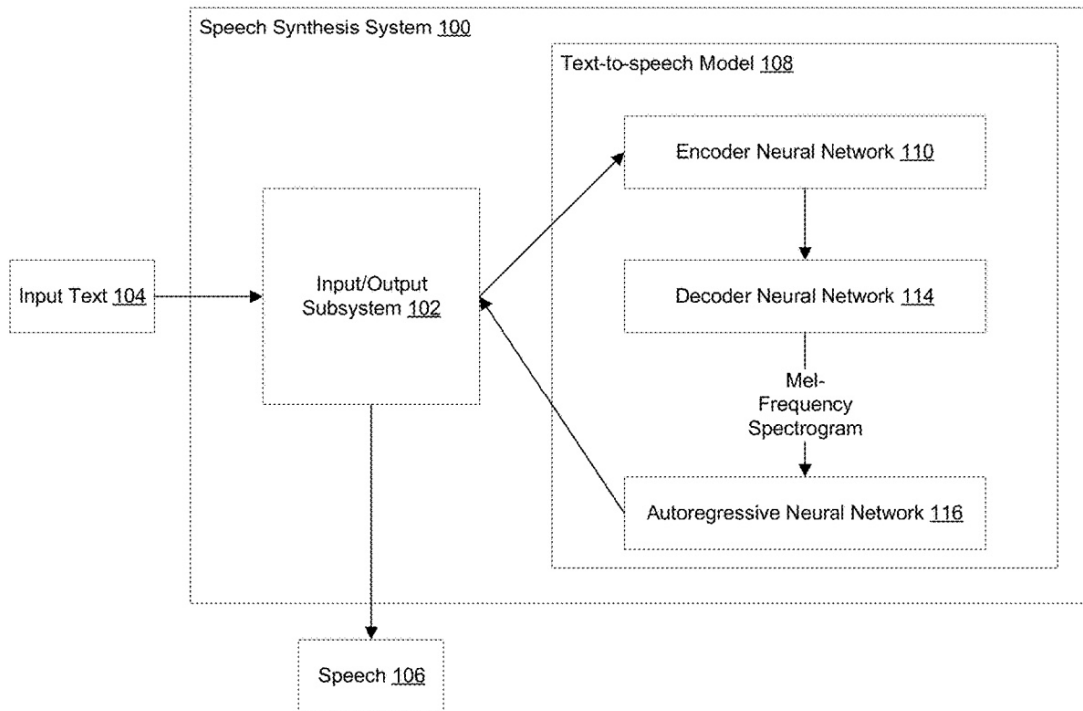 Speech Synthesis System 100
Text-to-speech Model 108
Encoder Neural Network 110
Input Text 104
Input/Output
Subsystem 102
Decoder Neural Network 114
Mel-
Frequency
Spectrogram
Autoregressive Neural Network 116
Speech 106